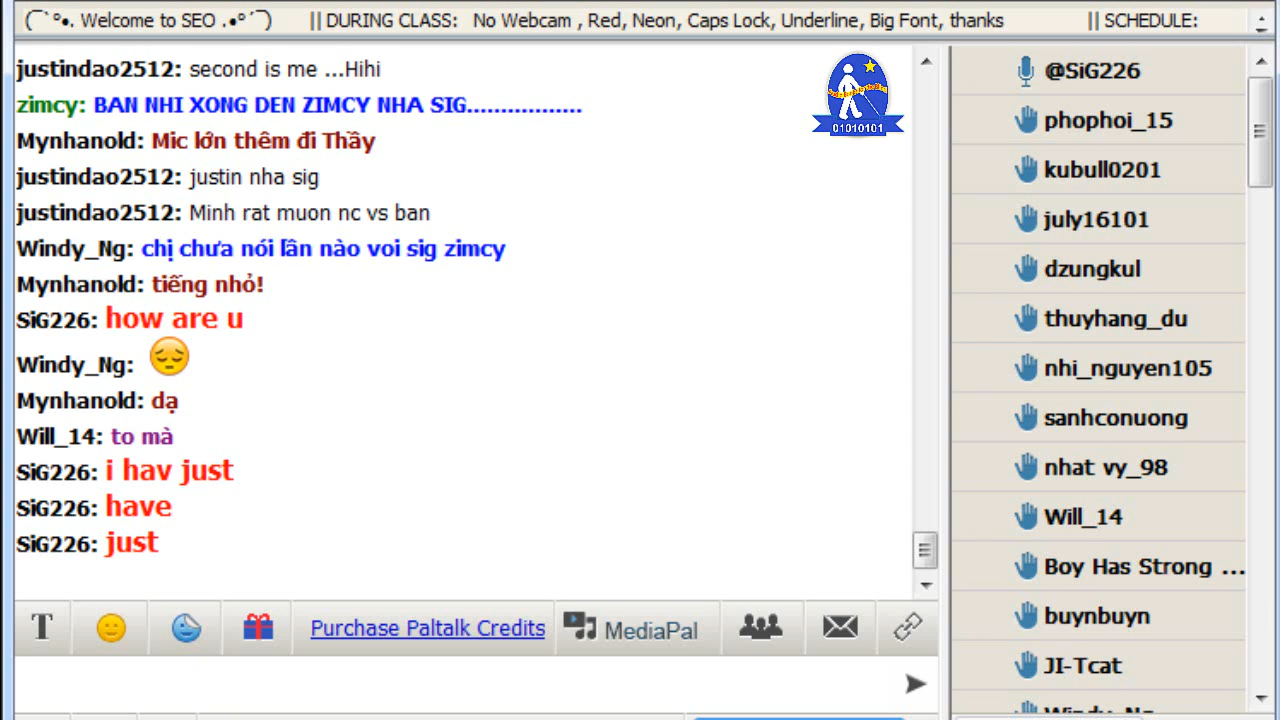 (¯`°•. Welcome to SEO .•°´¯) || DURING CLASS: No Webcam , Red, Neon, Caps Lock, Underline, Big Font, thanks || SCHEDULE:
justindao2512: second is me ...Hihi
zimcy: BAN NHI XONG DEN ZIMCY NHA SIG.................
Mynhanold: Mic lớn thêm đi Thầy
justindao2512: justin nha sig
justindao2512: Minh rat muon nc vs ban
Windy_Ng: chị chưa nói lần nào voi sig zimcy
Mynhanold: tiếng nhỏ!
SiG226: how are u
Windy_Ng:
Mynhanold: dạ
Will_14: to mà
SiG226: i hav just
SiG226: have
SiG226: just
01010101
T
Purchase Paltalk Credits
MediaPal
@SiG226
phophoi_15
kubull0201
july16101
dzungkul
thuyhang_du
nhi_nguyen105
sanhconuong
nhat vy_98
Will_14
Boy Has Strong ...
buynbuyn
JI-Tcat
Windy_Ng